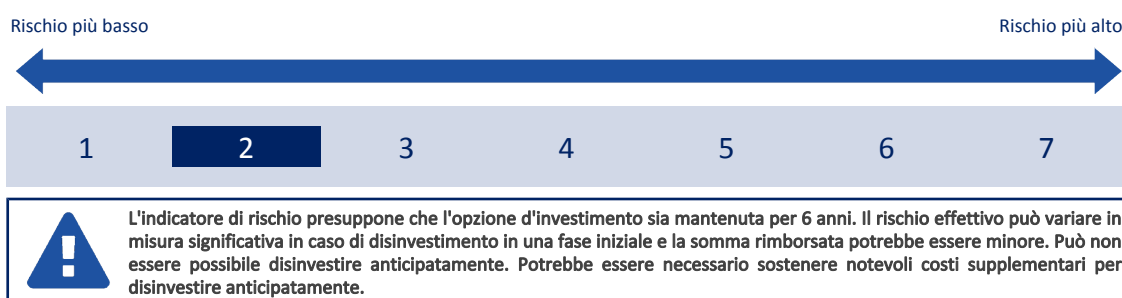 Rischio più basso Rischio più alto
1 2 3 4 5 6 7
L'indicatore di rischio presuppone che l'opzione d'investimento sia mantenuta per 6 anni. Il rischio effettivo può variare in
misura significativa in caso di disinvestimento in una fase iniziale e la somma rimborsata potrebbe essere minore. Può non
essere possibile disinvestire anticipatamente. Potrebbe essere necessario sostenere notevoli costi supplementari per
disinvestire anticipatamente.